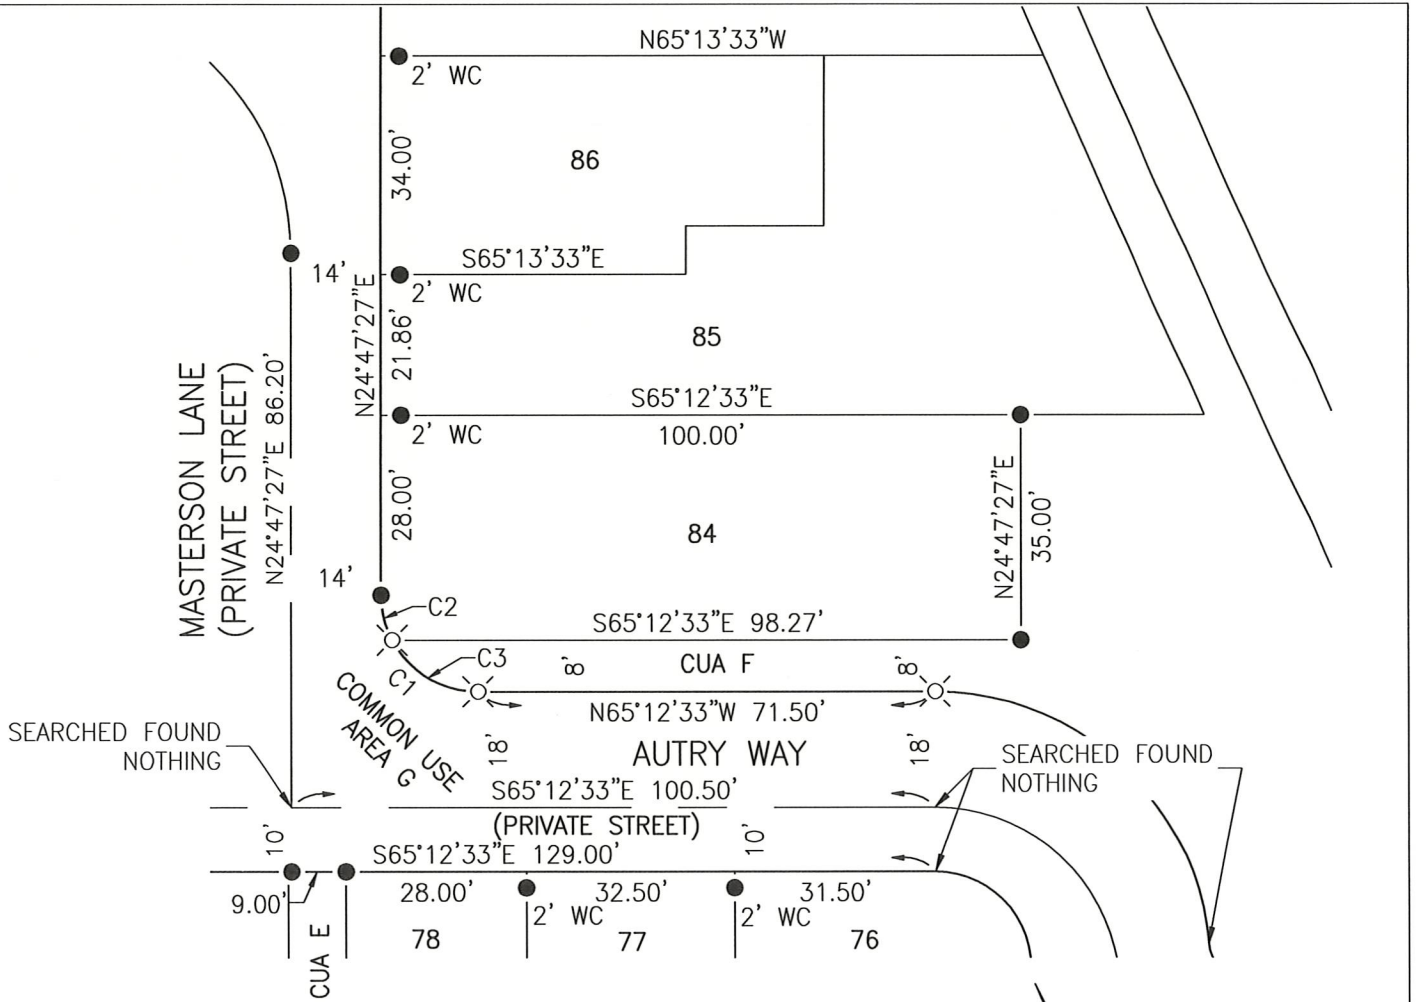 N65°13'33"W
2' WC
34.00'
86
S65°13'33"E
14'
2' WC
N24°47'27"E
21.86'
85
MASTERSON LANE
(PRIVATE STREET)
N24°47'27"E 86.20'
S65°12'33"E
2' WC
100.00'
28.00'
84
N24°47'27"E
35.00'
14'
C2
S65°12'33"E 98.27'
C3
C1
8'
CUA F
8'
COMMON USE
AREA G
N65°12'33"W 71.50'
SEARCHED FOUND
NOTHING
18'
AUTRY WAY
18'
SEARCHED FOUND
NOTHING
S65°12'33"E 100.50'
(PRIVATE STREET)
10'
10'
S65°12'33"E 129.00'
9.00'
28.00'
32.50'
31.50'
2' WC
2' WC
CUA E
78
77
76